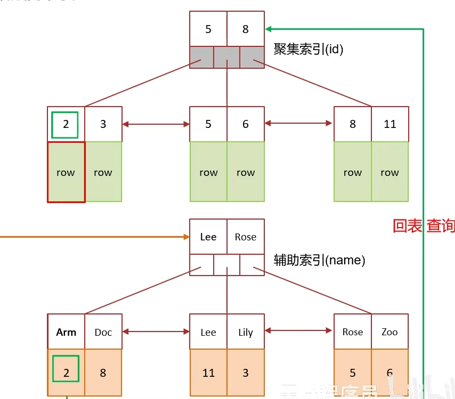 5 8
聚集索引(id)
2 3 5 6 8 11
row row row row row row
回表 查询
Lee Rose
辅助索引(name)
Arm Doc Lee Lily Rose Zoo
2 8 11 3 5 6